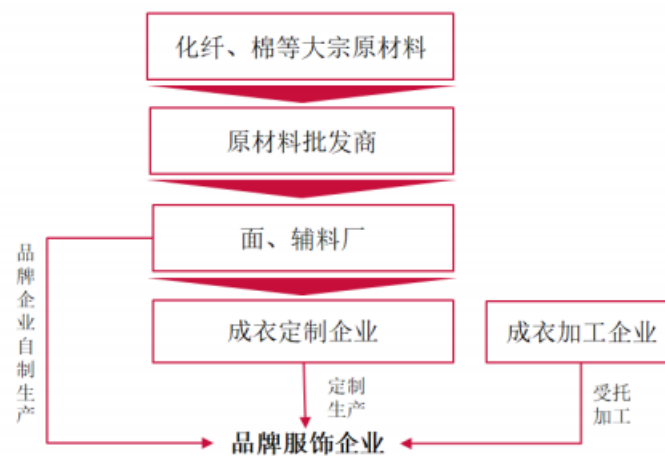 化纤、棉等大宗原材料
原材料批发商
面、辅料厂
品牌企业自制生产
成衣定制企业
成衣加工企业
定制
生产
受托
加工
品牌服饰企业